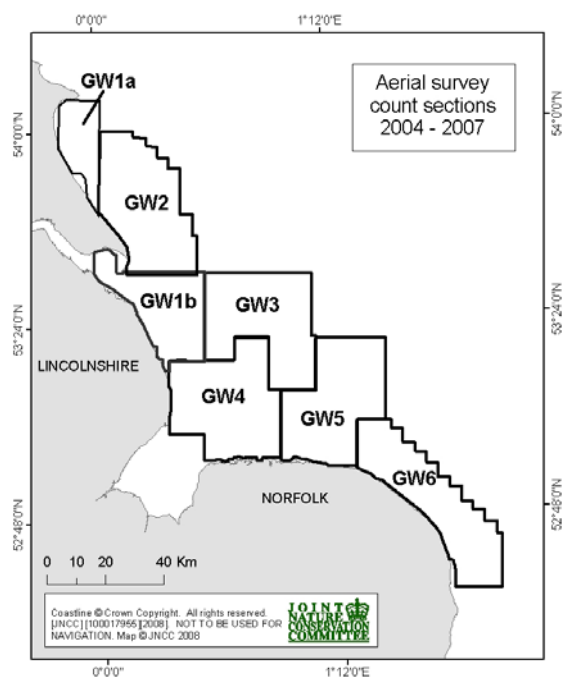 0°0'0"
1°12'0"E
GW1a
Aerial survey
count sections
2004 - 2007
54°0'0"N
54°0'0"N
GW2
GW1b
GW3
53°24'0"N
53°24'0"N
LINCOLNSHIRE
GW4
GW5
GW6
NORFOLK
52°48'0"N
52°48'0"N
0 10 20 40 Km
Coastline © Crown Copyright. All rights reserved.
[JNCC] [100017955][2008]. NOT TO BE USED FOR
NAVIGATION. Map © JNCC 2008
JOINT
NATURE
CONSERVATION
COMMITTEE
0°0'0"
1°12'0"E